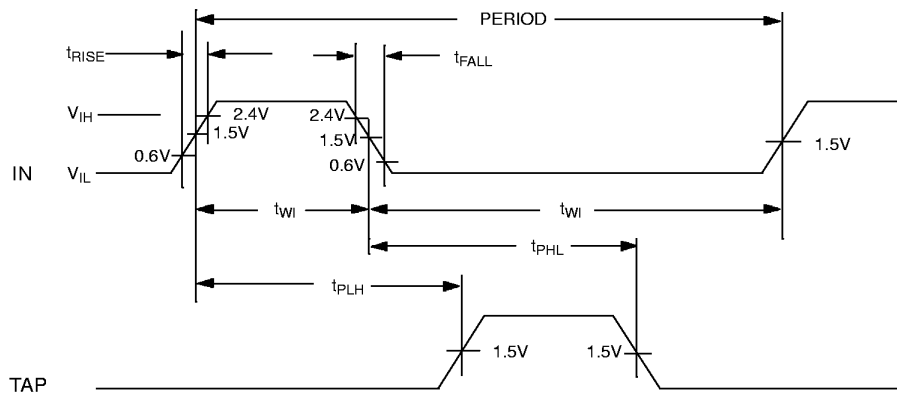 PERIOD
tRISE
tFALL
VIH
2.4V
2.4V
1.5V
1.5V
1.5V
0.6V
0.6V
IN
VIL
tWI
tWI
tPHL
tPLH
1.5V
1.5V
TAP